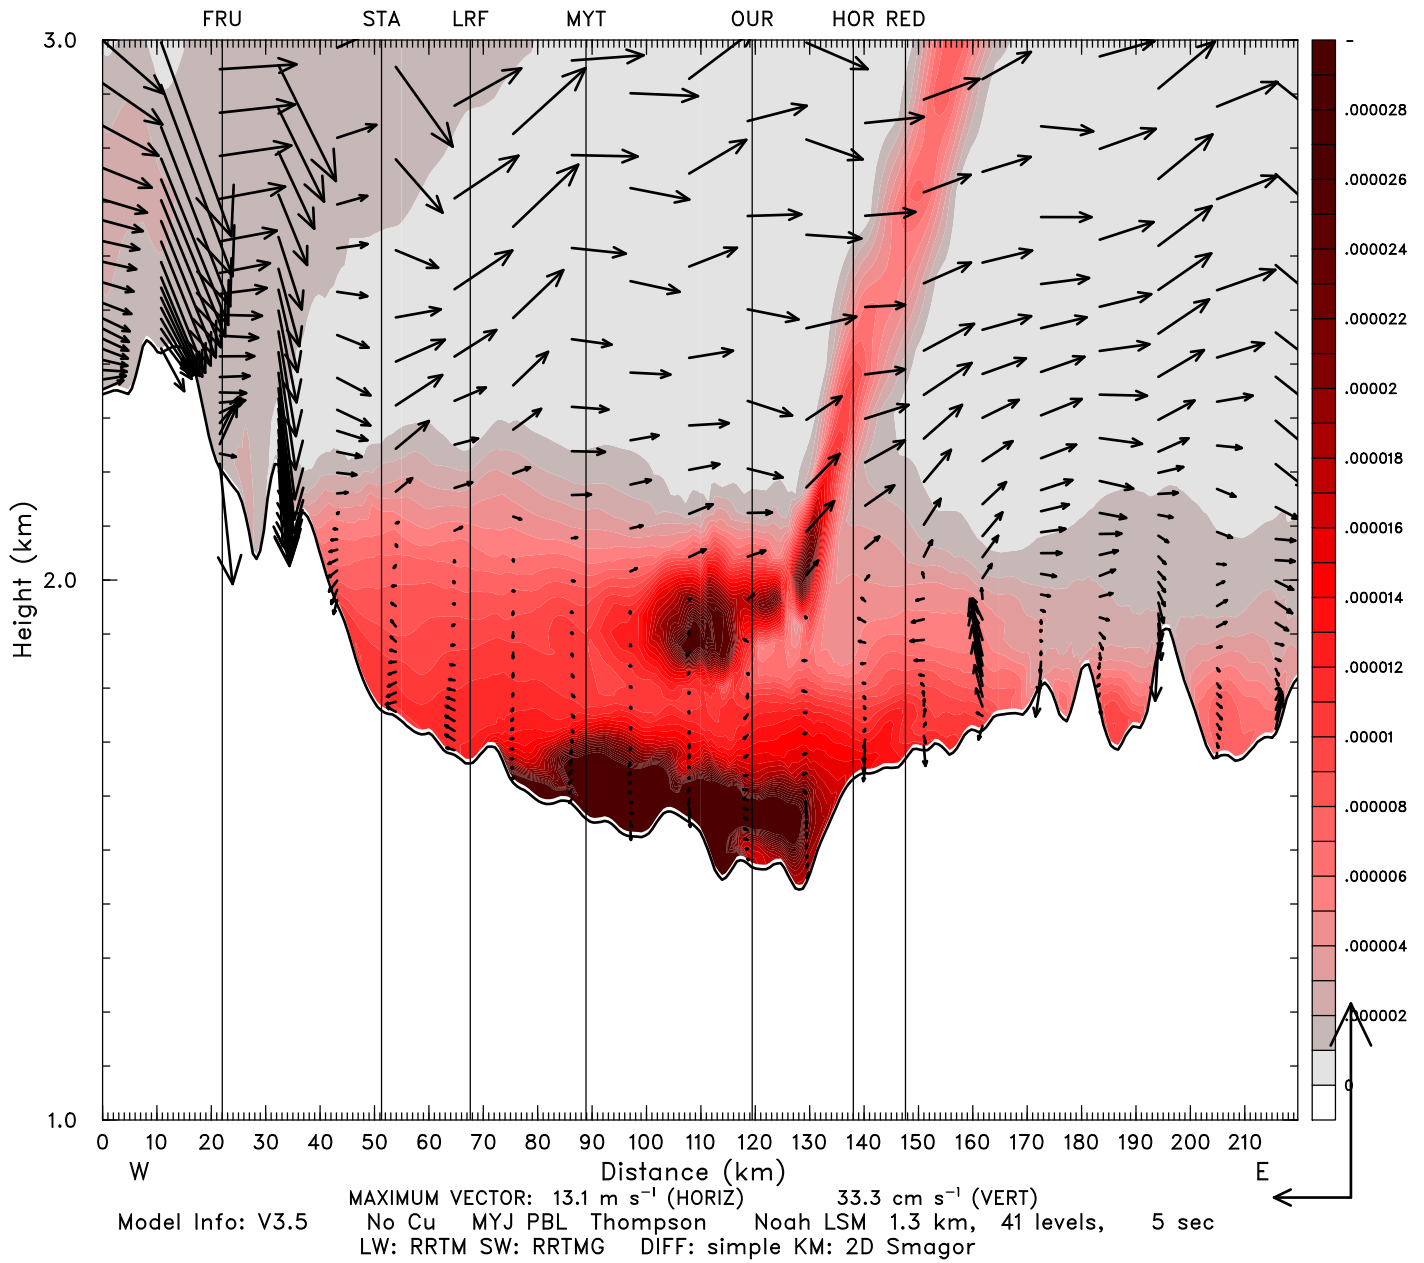 FRU STA LRF MYT OUR HOR RED
3.0
2.0
1.0
Height (km)
.000028
.000026
.000024
.000022
.00002
.000018
.000016
.000014
.000012
.00001
.000008
.000006
.000004
.000002
0
0 10 20 30 40 50 60 70 80 90 100 110 120 130 140 150 160 170 180 190 200 210
W Distance (km) E
MAXIMUM VECTOR: 13.1 m s⁻¹ (HORIZ) 33.3 cm s⁻¹ (VERT)
Model Info: V3.5 No Cu MYJ PBL Thompson Noah LSM 1.3 km, 41 levels, 5 sec
LW: RRTM SW: RRTMG DIFF: simple KM: 2D Smagor